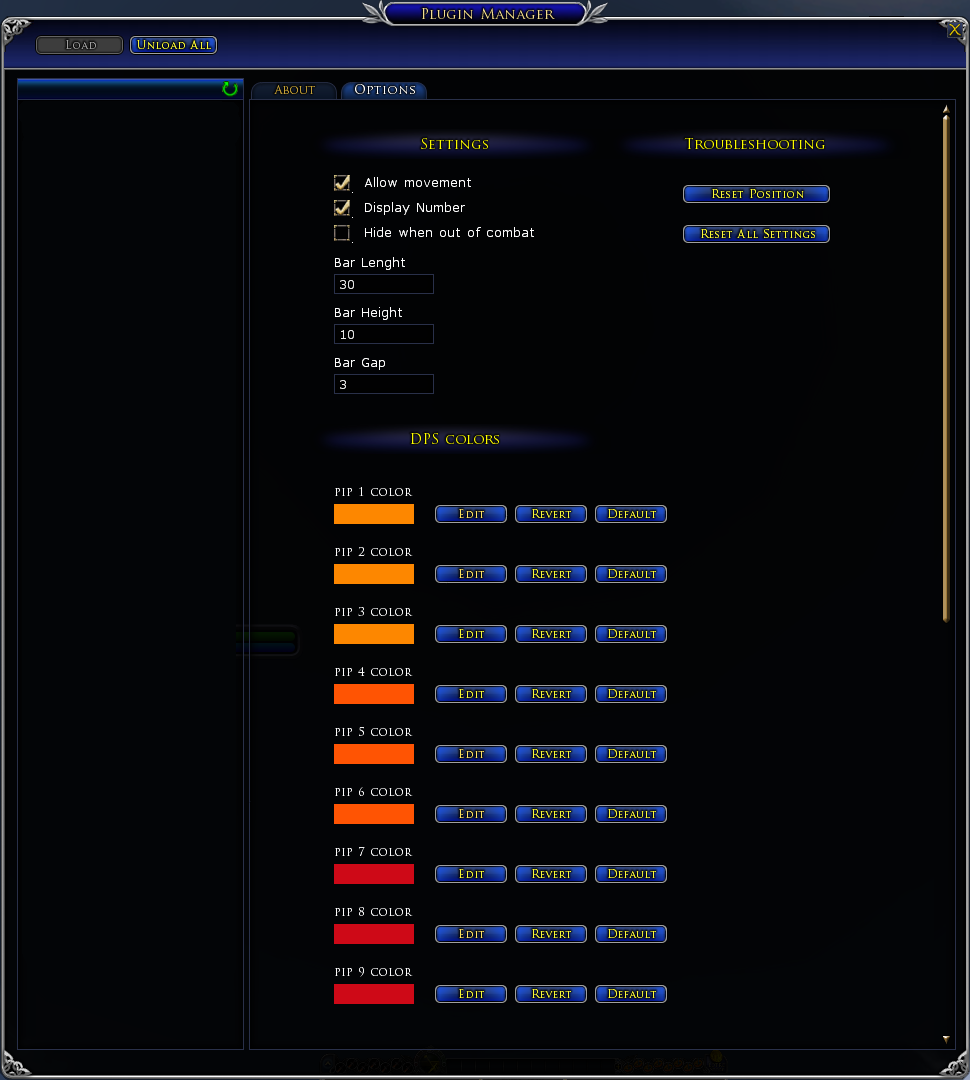 Plugin Manager
X
Load
Unload All
About
Options
Settings
Troubleshooting
Allow movement
Reset Position
Display Number
Hide when out of combat
Reset All Settings
Bar Lenght
30
Bar Height
10
Bar Gap
3
DPS colors
pip 1 color
Edit Revert Default
pip 2 color
Edit Revert Default
pip 3 color
Edit Revert Default
pip 4 color
Edit Revert Default
pip 5 color
Edit Revert Default
pip 6 color
Edit Revert Default
pip 7 color
Edit Revert Default
pip 8 color
Edit Revert Default
pip 9 color
Edit Revert Default